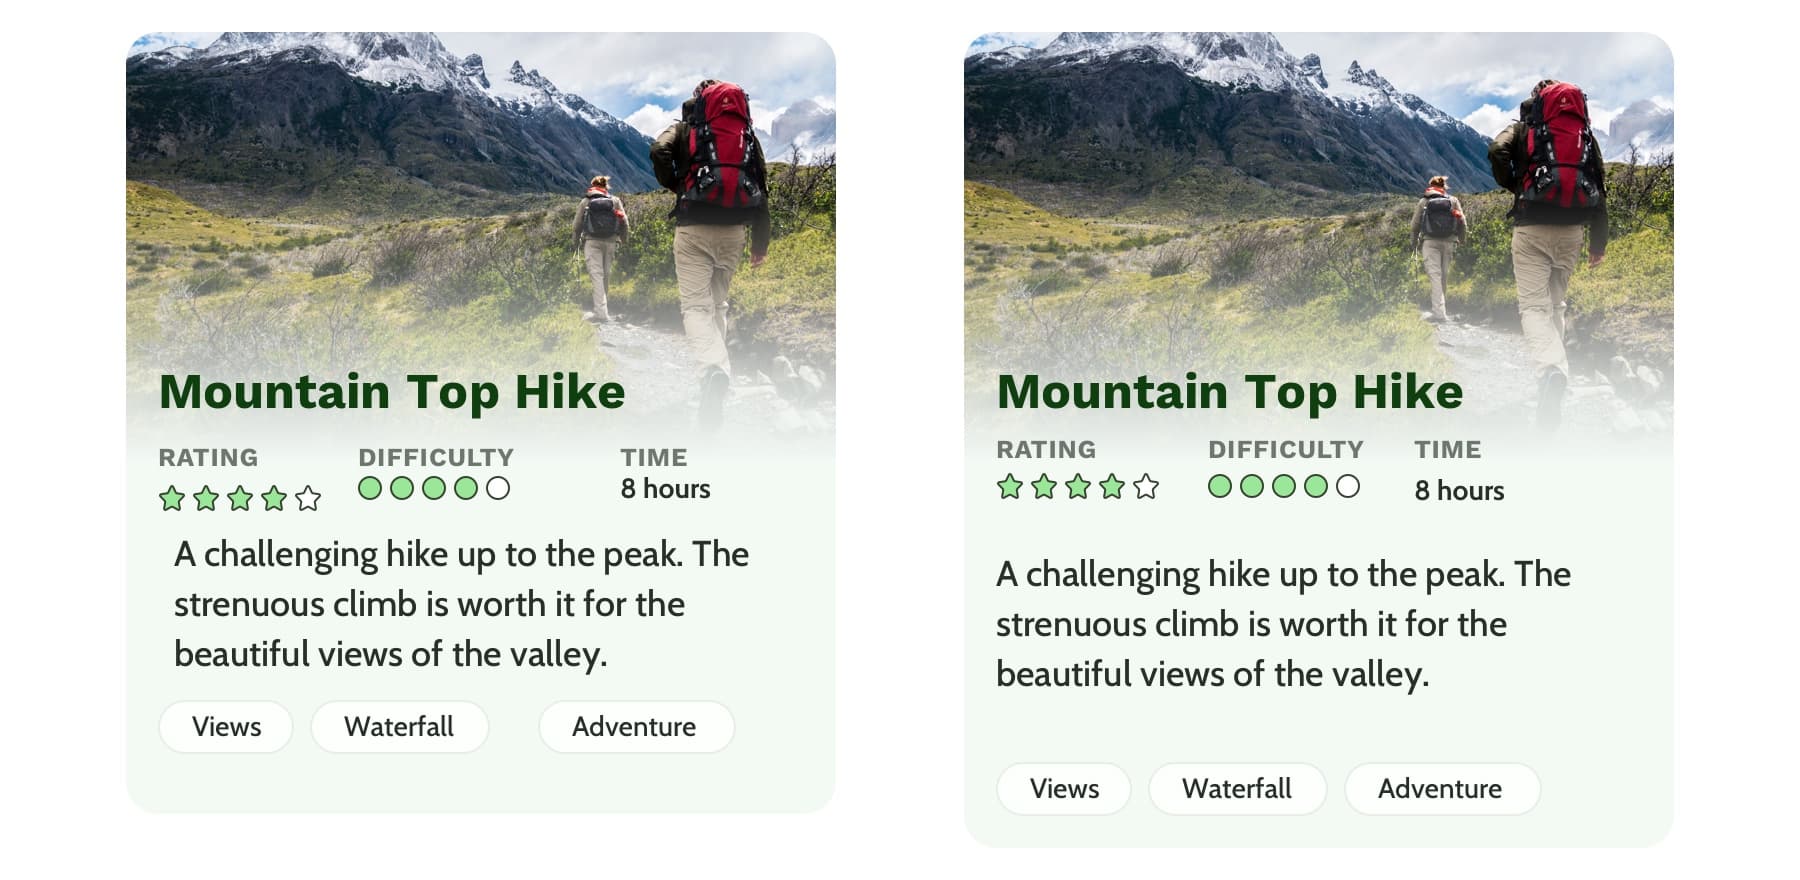 Mountain Top Hike
RATING DIFFICULTY TIME
8 hours
A challenging hike up to the peak. The
strenuous climb is worth it for the
beautiful views of the valley.
Views Waterfall Adventure
Mountain Top Hike
RATING DIFFICULTY TIME
8 hours
A challenging hike up to the peak. The
strenuous climb is worth it for the
beautiful views of the valley.
Views Waterfall Adventure